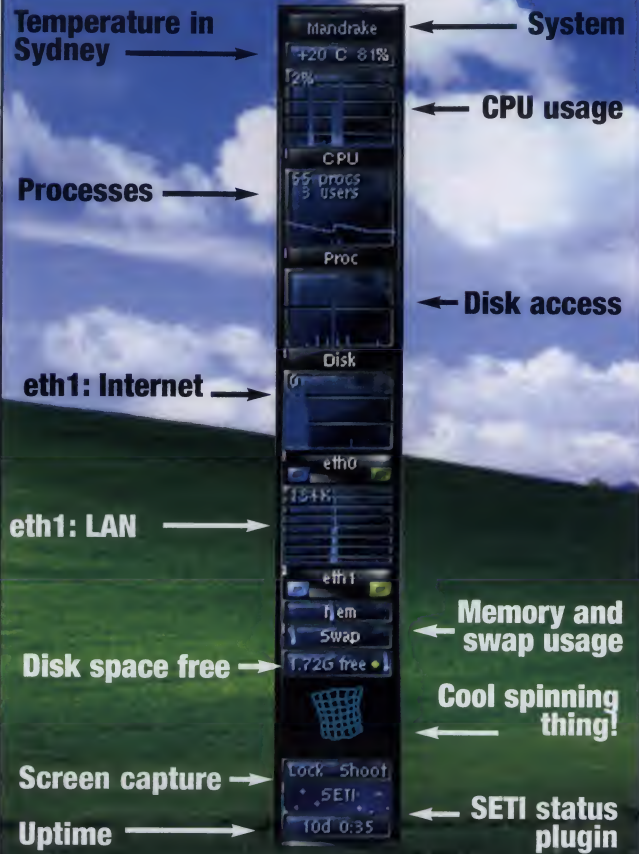 Temperature in
Sydney
System
Mandrake
+20 C 81%
2%
CPU usage
CPU
Processes
55 procs
3 users
Proc
Disk access
Disk
eth1: Internet
0
eth0
eth1: LAN
184K
eth1
Mem
Swap
Memory and
swap usage
Disk space free
1.72G free
Cool spinning
thing!
Screen capture
Lock Shoot
SETI
SETI status
plugin
Uptime
10d 0:35